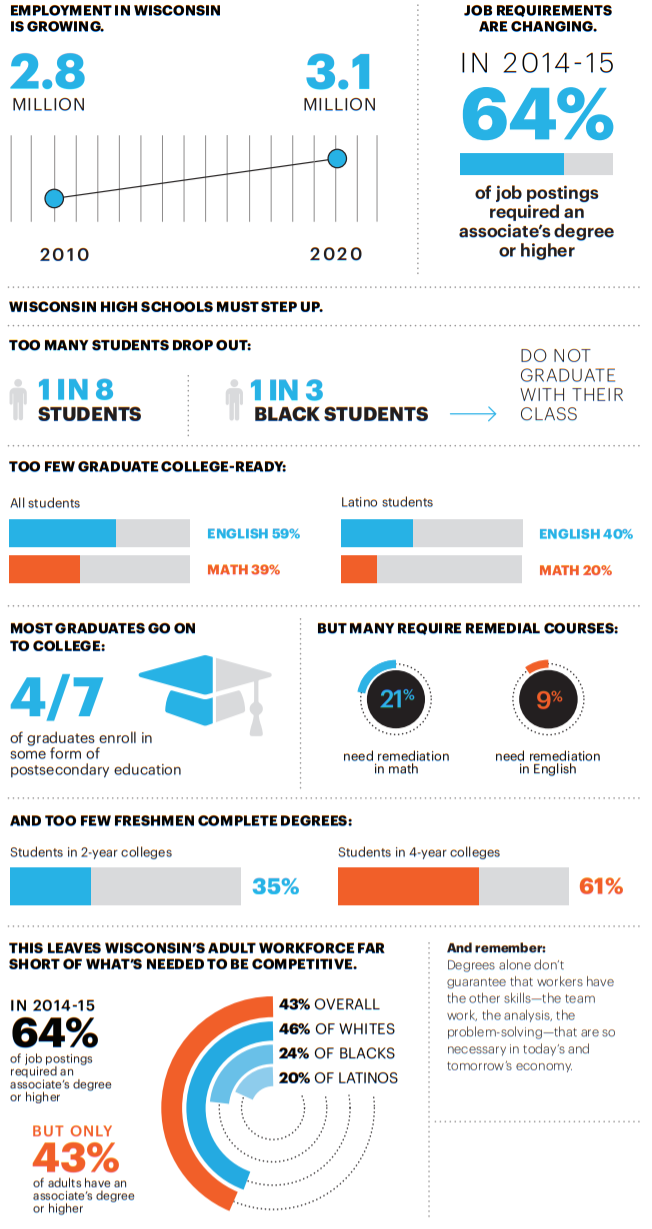 EMPLOYMENT IN WISCONSIN
IS GROWING.
2.8
MILLION
3.1
MILLION
2010
2020
JOB REQUIREMENTS
ARE CHANGING.
IN 2014-15
64%
of job postings
required an
associate's degree
or higher
WISCONSIN HIGH SCHOOLS MUST STEP UP.
TOO MANY STUDENTS DROP OUT:
1 IN 8
STUDENTS
1 IN 3
BLACK STUDENTS
DO NOT
GRADUATE
WITH THEIR
CLASS
TOO FEW GRADUATE COLLEGE-READY:
All students
ENGLISH 59%
MATH 39%
Latino students
ENGLISH 40%
MATH 20%
MOST GRADUATES GO ON
TO COLLEGE:
4/7
of graduates enroll in
some form of
postsecondary education
BUT MANY REQUIRE REMEDIAL COURSES:
21%
need remediation
in math
9%
need remediation
in English
AND TOO FEW FRESHMEN COMPLETE DEGREES:
Students in 2-year colleges
35%
Students in 4-year colleges
61%
THIS LEAVES WISCONSIN'S ADULT WORKFORCE FAR
SHORT OF WHAT'S NEEDED TO BE COMPETITIVE.
IN 2014-15
64%
of job postings
required an
associate's degree
or higher
BUT ONLY
43%
of adults have an
associate's degree
or higher
43% OVERALL
46% OF WHITES
24% OF BLACKS
20% OF LATINOS
And remember:
Degrees alone don't
guarantee that workers have
the other skills—the team
work, the analysis, the
problem-solving—that are so
necessary in today's and
tomorrow's economy.